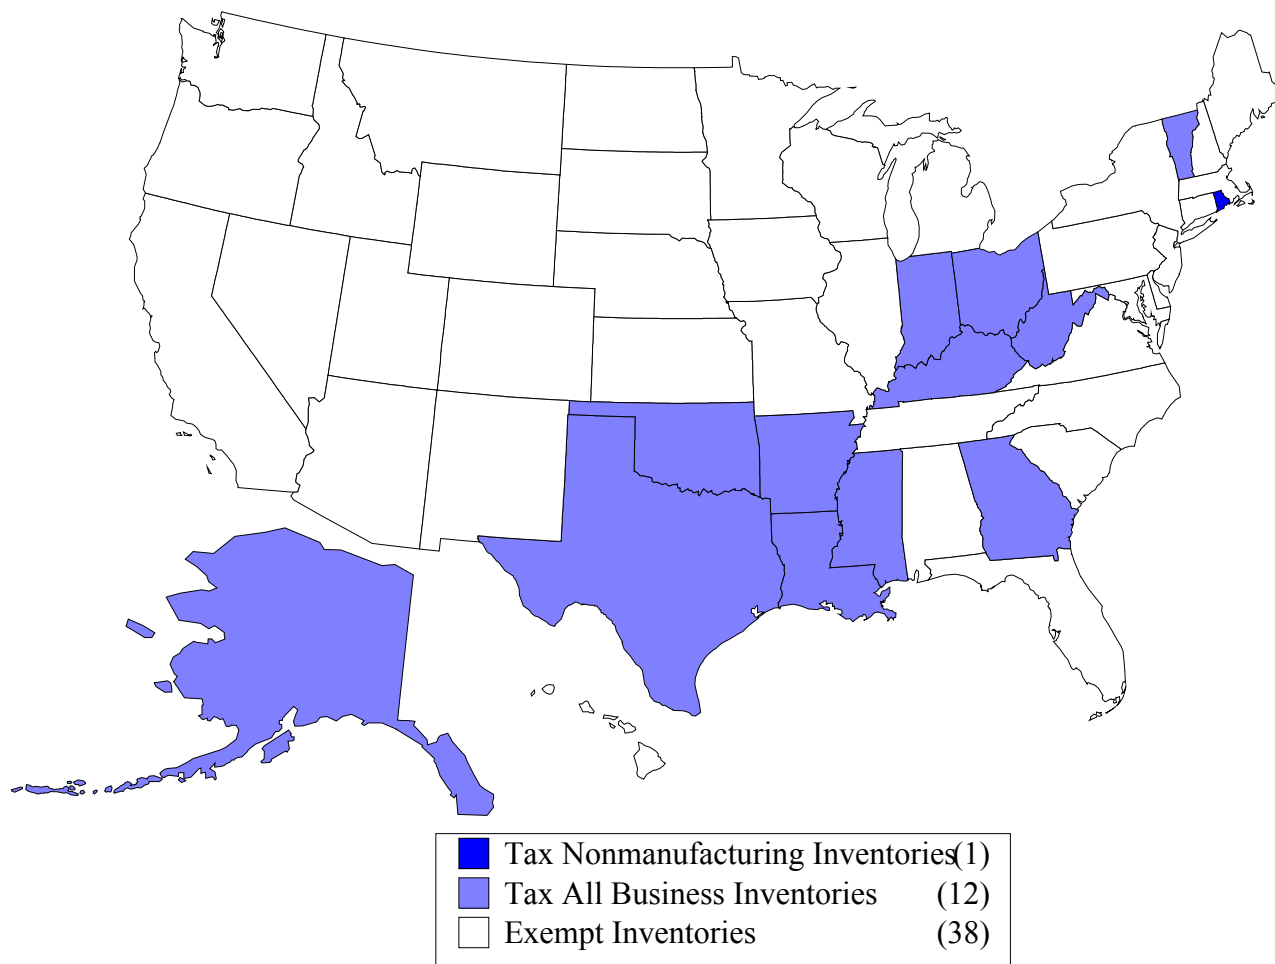 Tax Nonmanufacturing Inventories(1)
Tax All Business Inventories (12)
Exempt Inventories (38)